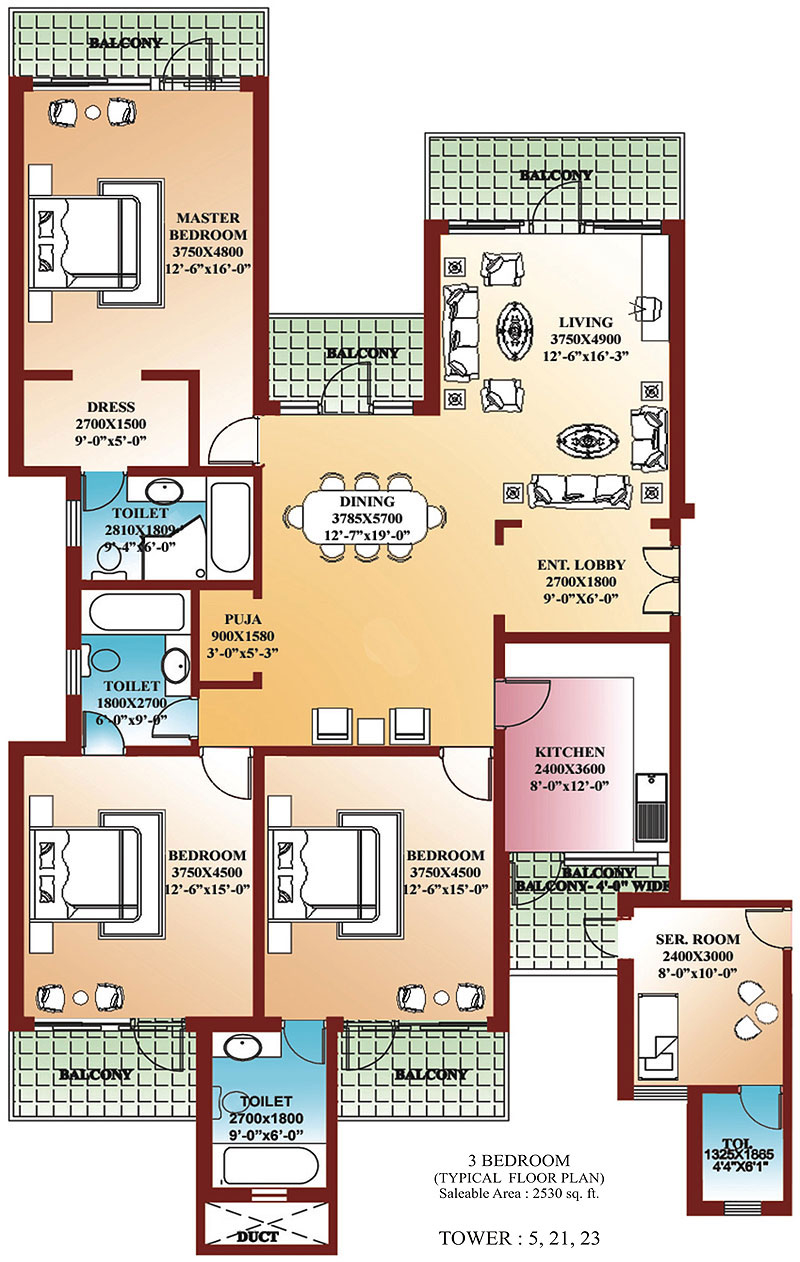 BALCONY
MASTER
BEDROOM
3750X4800
12'-6"x16'-0"
BALCONY
LIVING
3750X4900
12'-6"x16'-3"
BALCONY
DRESS
2700X1500
9'-0"x5'-0"
TOILET
2810X1809
9'-4"x6'-0"
DINING
3785X5700
12'-7"x19'-0"
ENT. LOBBY
2700X1800
9'-0"X6'-0"
PUJA
900X1580
3'-0"x5'-3"
TOILET
1800X2700
6'-0"x9'-0"
KITCHEN
2400X3600
8'-0"x12'-0"
BEDROOM
3750X4500
12'-6"x15'-0"
BEDROOM
3750X4500
12'-6"x15'-0"
BALCONY
BALCONY- 4'-0" WIDE
SER. ROOM
2400X3000
8'-0"x10'-0"
BALCONY
BALCONY
TOILET
2700x1800
9'-0"x6'-0"
TOI.
1325X1865
4'4"X6'1"
DUCT
3 BEDROOM
(TYPICAL FLOOR PLAN)
Saleable Area : 2530 sq. ft.
TOWER : 5, 21, 23